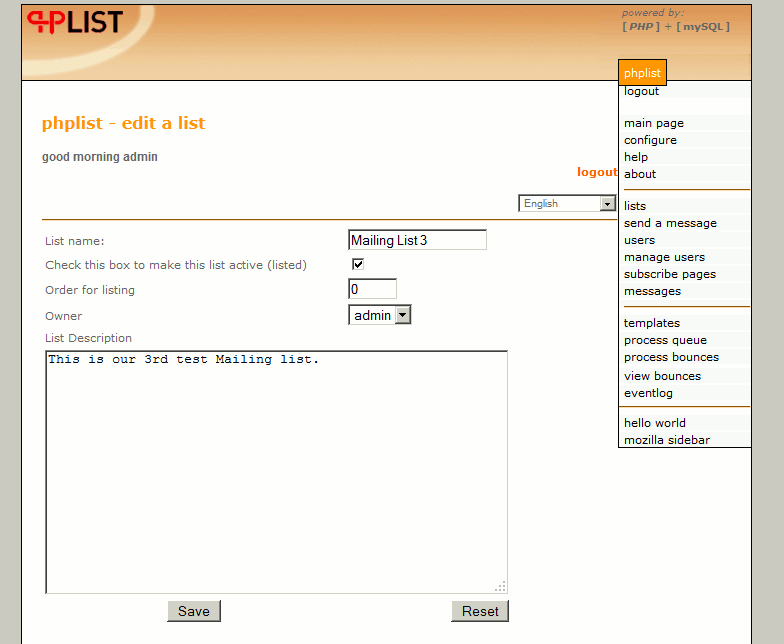 PHPLIST
powered by:
[ PHP ] + [ mySQL ]
phplist
logout
main page
configure
help
about
lists
send a message
users
manage users
subscribe pages
messages
templates
process queue
process bounces
view bounces
eventlog
hello world
mozilla sidebar
phplist - edit a list
good morning admin
logout
English
List name: Mailing List 3
Check this box to make this list active (listed)
Order for listing 0
Owner admin
List Description
This is our 3rd test Mailing list.
Save Reset